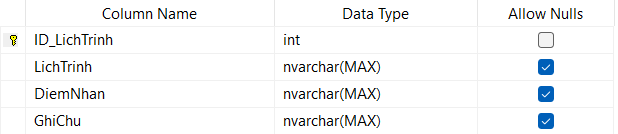 Column Name Data Type Allow Nulls
ID_LichTrinh int
LichTrinh nvarchar(MAX)
DiemNhan nvarchar(MAX)
GhiChu nvarchar(MAX)